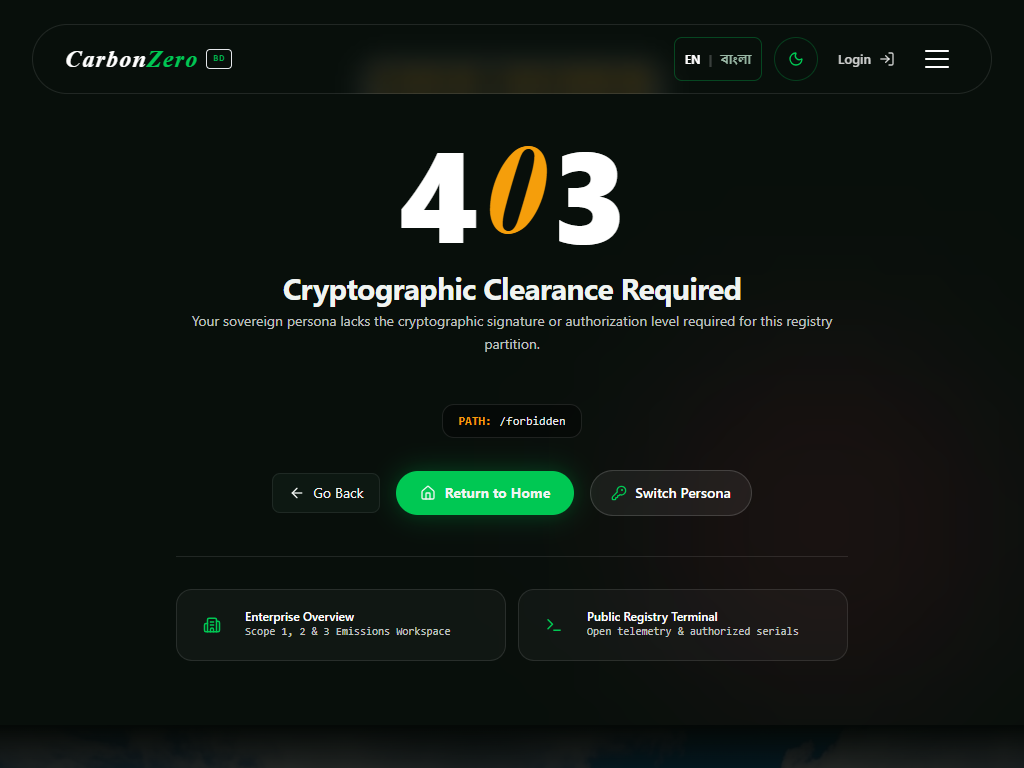 CarbonZero BD
EN | বাংলা
Login
403
Cryptographic Clearance Required
Your sovereign persona lacks the cryptographic signature or authorization level required for this registry
partition.
PATH: /forbidden
Go Back
Return to Home
Switch Persona
Enterprise Overview
Scope 1, 2 & 3 Emissions Workspace
Public Registry Terminal
Open telemetry & authorized serials